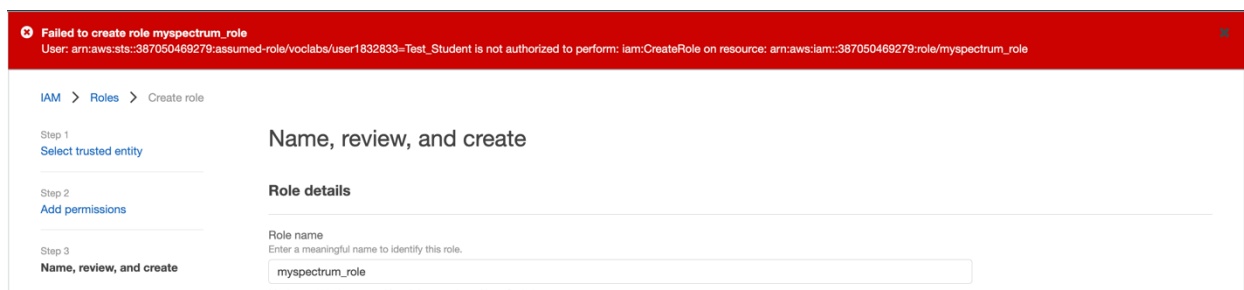 Failed to create role myspectrum_role
User: arn:aws:sts::387050469279:assumed-role/voclabs/user1832833=Test_Student is not authorized to perform: iam:CreateRole on resource: arn:aws:iam::387050469279:role/myspectrum_role
IAM > Roles > Create role
Step 1
Select trusted entity
Step 2
Add permissions
Step 3
Name, review, and create
Name, review, and create
Role details
Role name
Enter a meaningful name to identify this role.
myspectrum_role